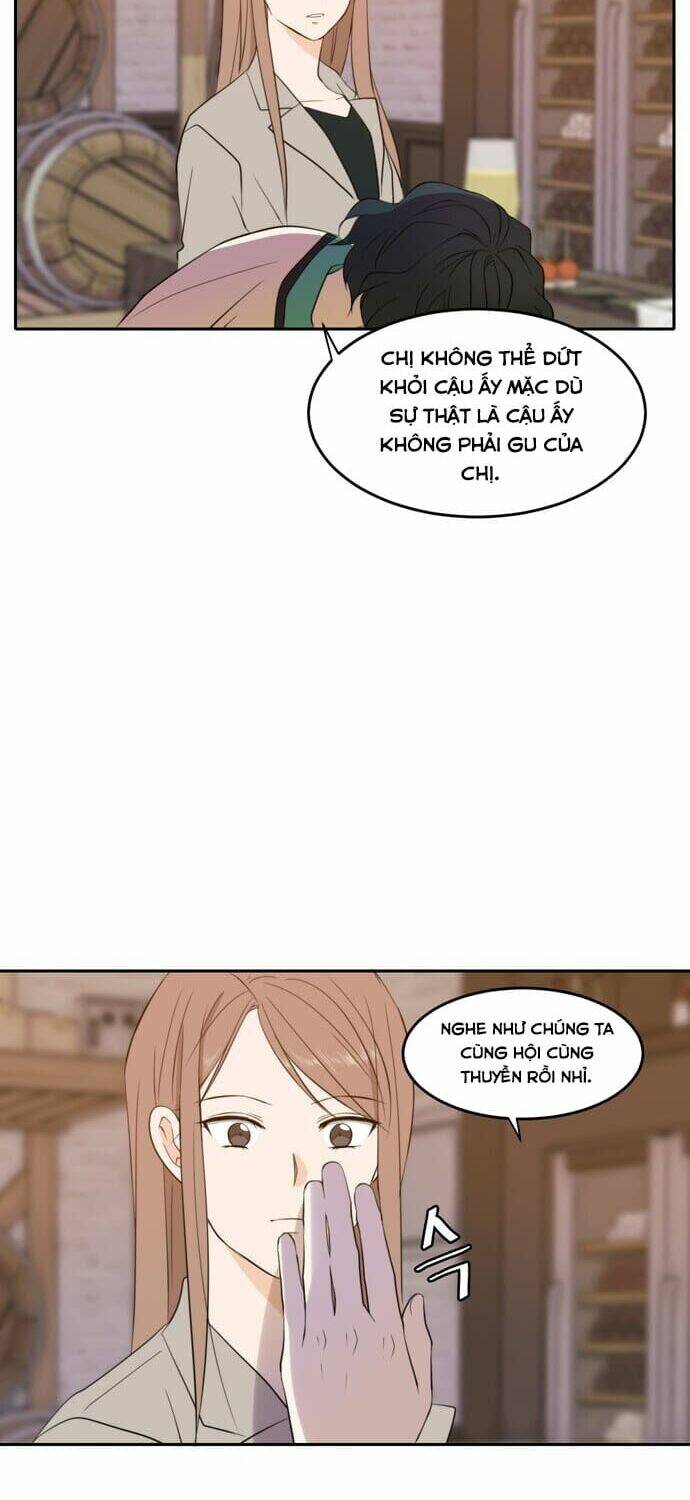 CHỊ KHÔNG THỂ DỨT
KHỎI CẬU ẤY MẶC DÙ
SỰ THẬT LÀ CẬU ẤY
KHÔNG PHẢI GU CỦA
CHỊ.
NGHE NHƯ CHÚNG TA
CÙNG HỘI CÙNG
THUYỀN RỒI NHỈ.